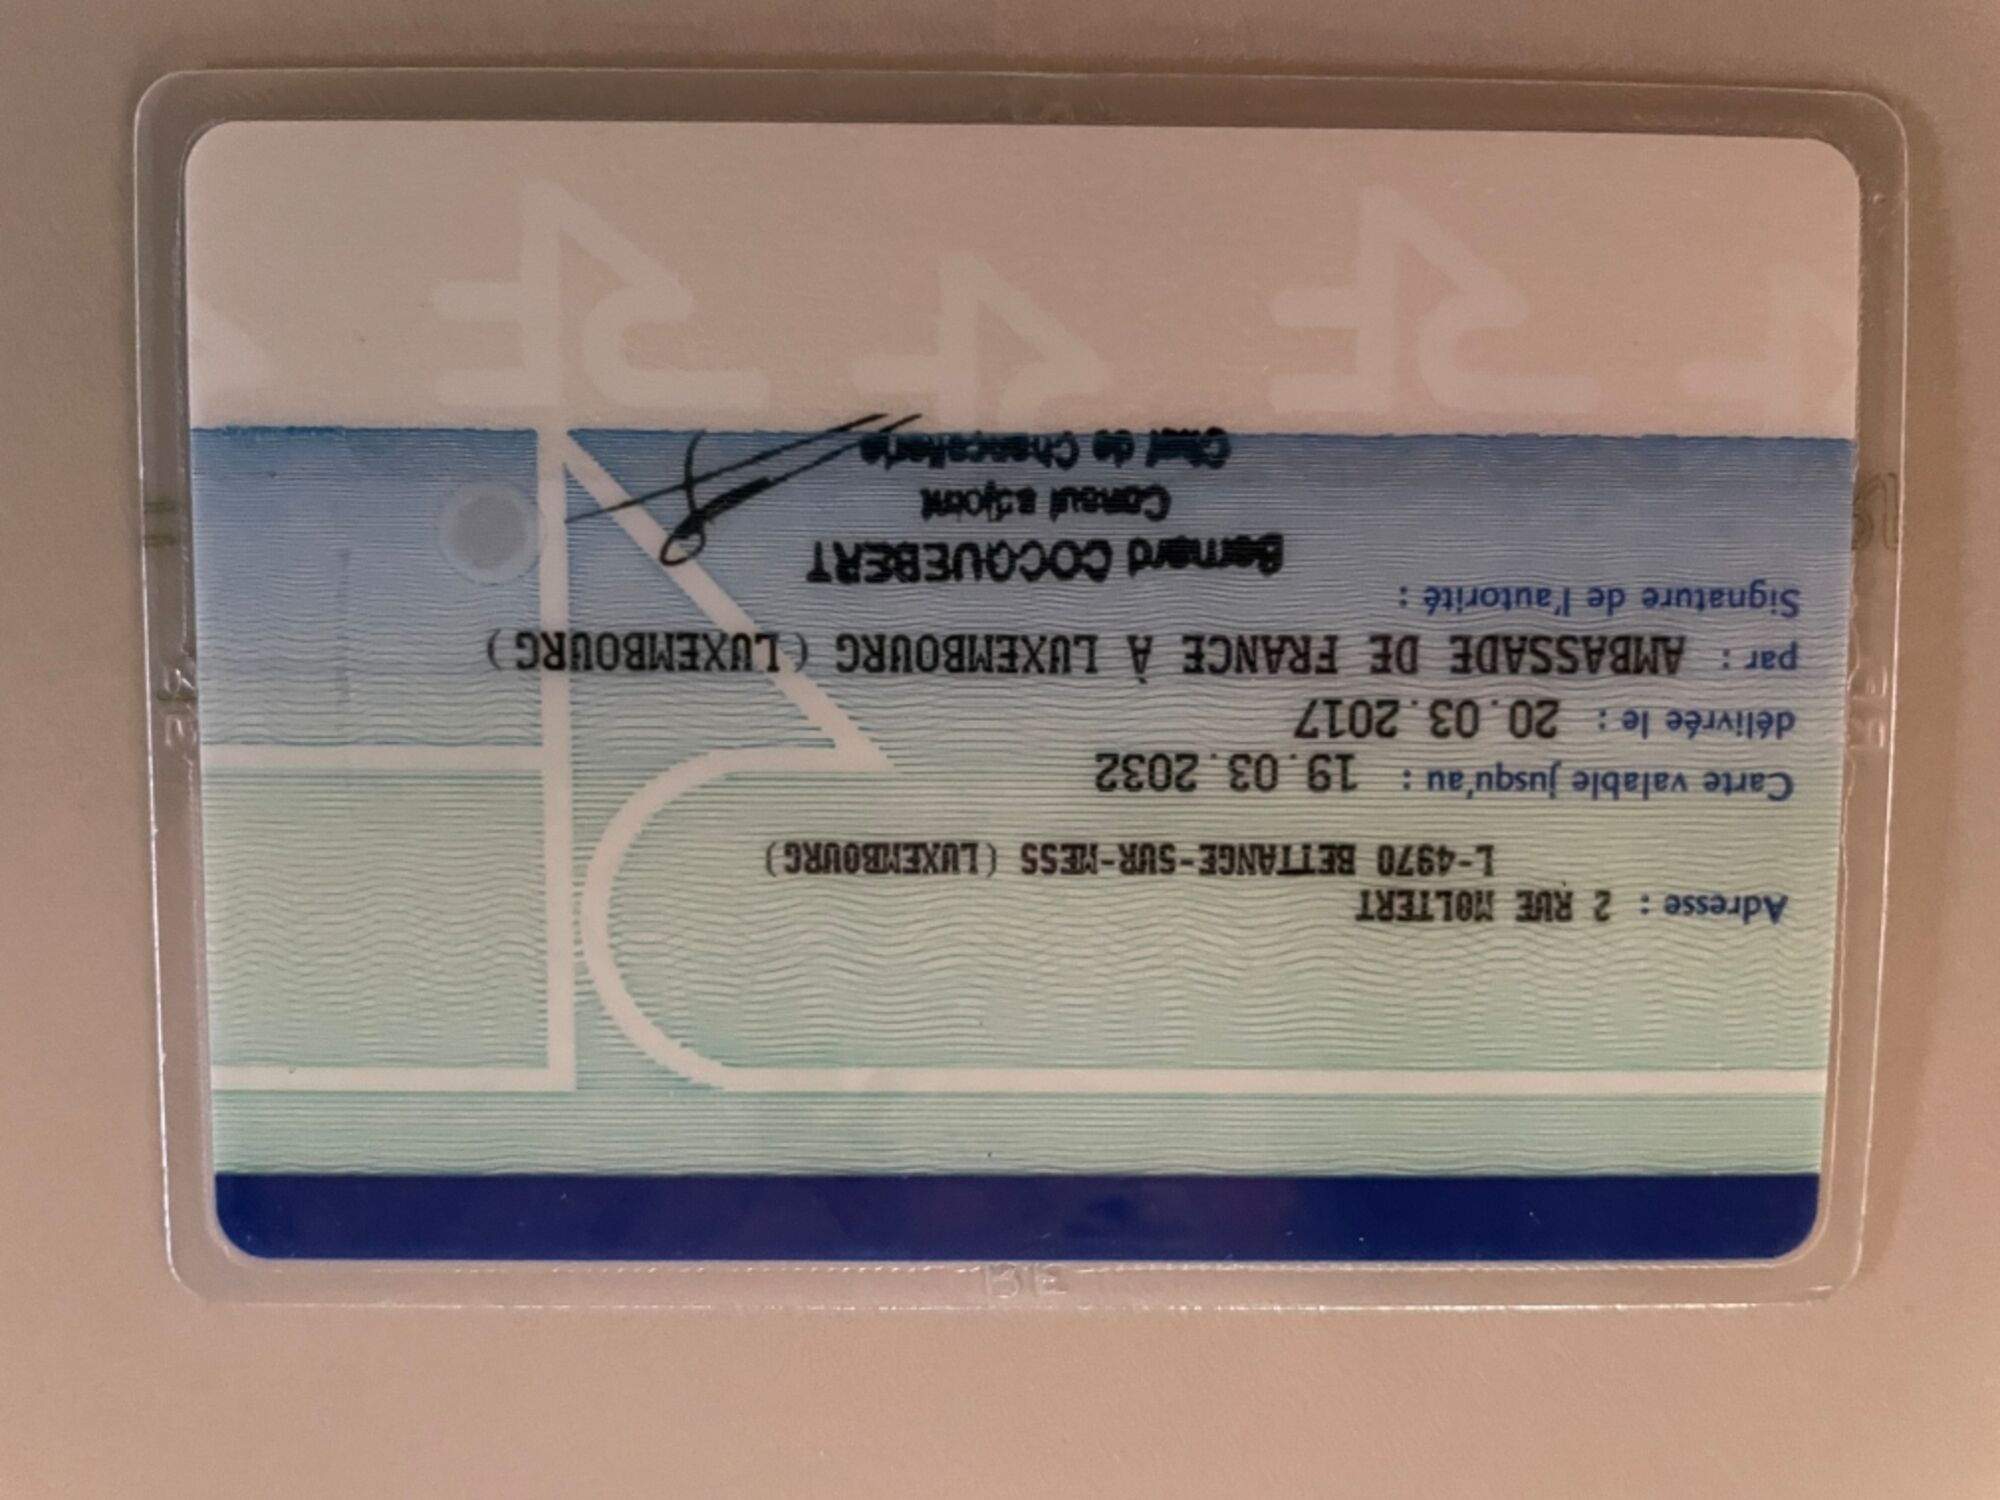 Adresse : 2 RUE MOLTERT
L-4970 BETTANGE-SUR-MESS (LUXEMBOURG)
Carte valable jusqu'au : 19.03.2032
délivrée le : 20.03.2017
par : AMBASSADE DE FRANCE À LUXEMBOURG (LUXEMBOURG)
Signature de l'autorité :
Bernard COCQUEBERT
Consul adjoint
Chef de Chancellerie